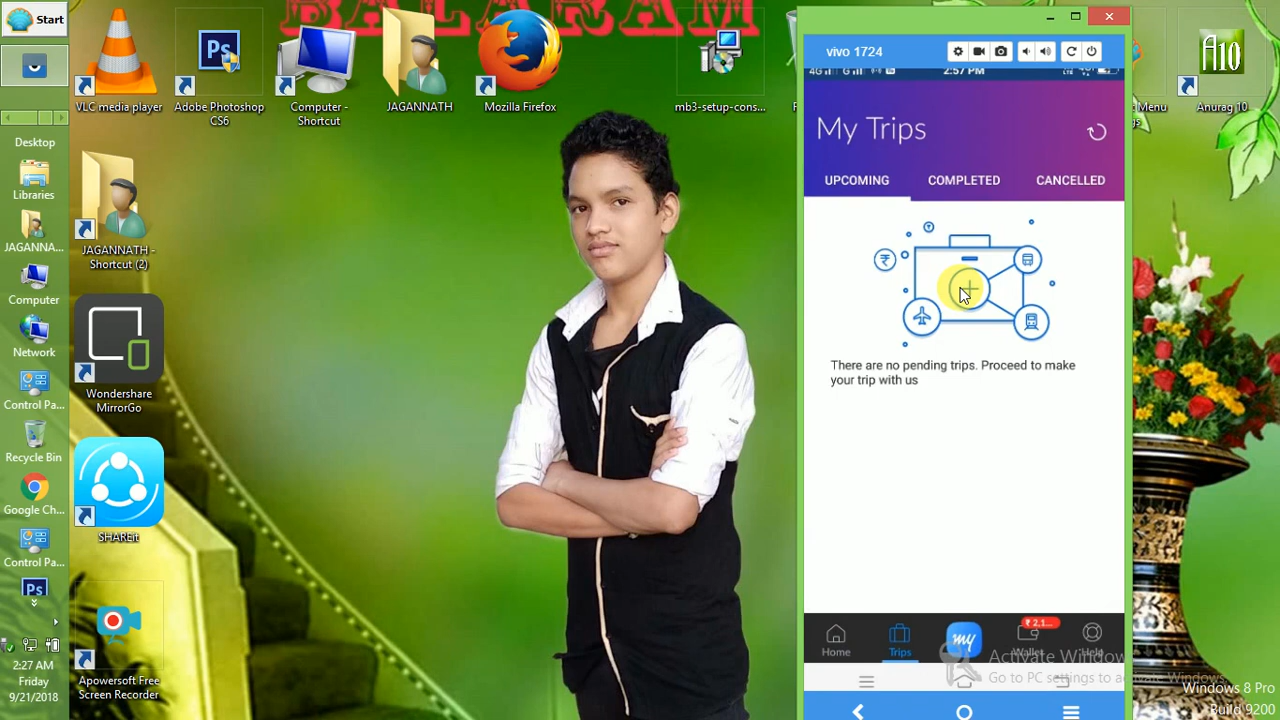 BALARAM
Start
VLC media player
Adobe Photoshop
CS6
Computer -
Shortcut
JAGANNATH
Mozilla Firefox
mb3-setup-cons...
Anurag 10
Desktop
Libraries
JAGANNA...
Computer
Network
Control Pa...
Recycle Bin
Google Ch...
Control Pa...
2:27 AM
Friday
9/21/2018
JAGANNATH -
Shortcut (2)
Wondershare
MirrorGo
SHAREit
Apowersoft Free
Screen Recorder
vivo 1724
2:57 PM
My Trips
UPCOMING COMPLETED CANCELLED
There are no pending trips. Proceed to make
your trip with us
₹ 2,1...
my
Home Trips Wallet Help
Activate Windows
Go to PC settings to activate Windows.
Windows 8 Pro
Build 9200